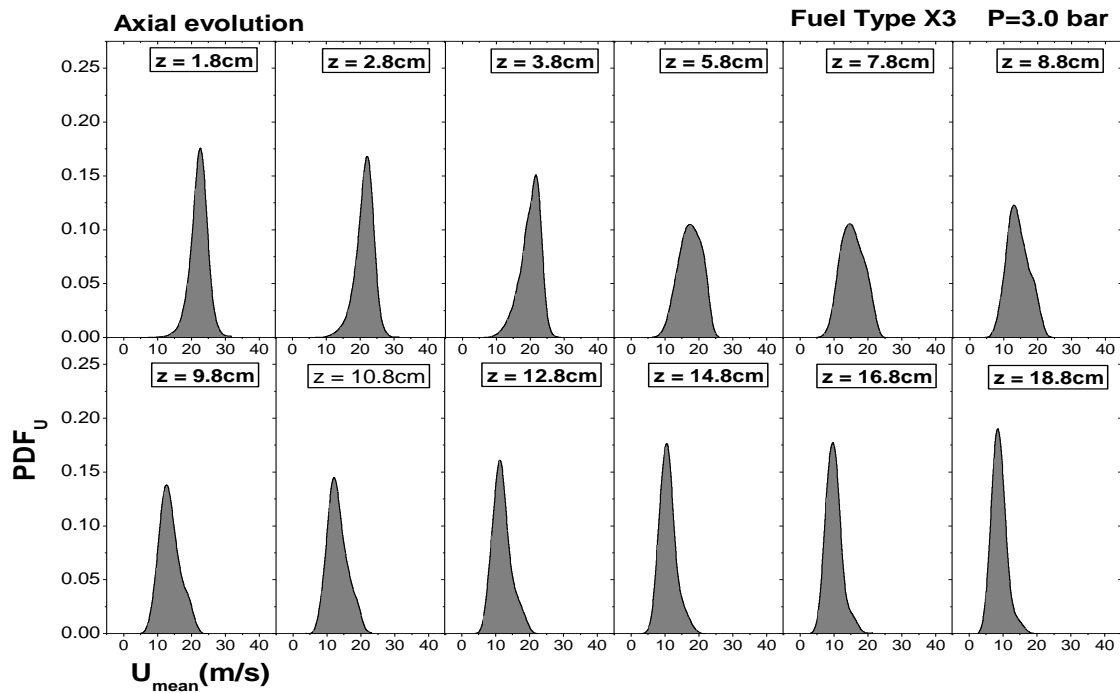 Axial evolution
Fuel Type X3 P=3.0 bar
z = 1.8cm
z = 2.8cm
z = 3.8cm
z = 5.8cm
z = 7.8cm
z = 8.8cm
0.25
0.20
0.15
0.10
0.05
0.00
0 10 20 30 40
0 10 20 30 40
0 10 20 30 40
0 10 20 30 40
0 10 20 30 40
0 10 20 30 40
z = 9.8cm
z = 10.8cm
z = 12.8cm
z = 14.8cm
z = 16.8cm
z = 18.8cm
0.25
0.20
0.15
0.10
0.05
0.00
0 10 20 30 40
0 10 20 30 40
0 10 20 30 40
0 10 20 30 40
0 10 20 30 40
0 10 20 30 40
PDF_U
U_mean(m/s)